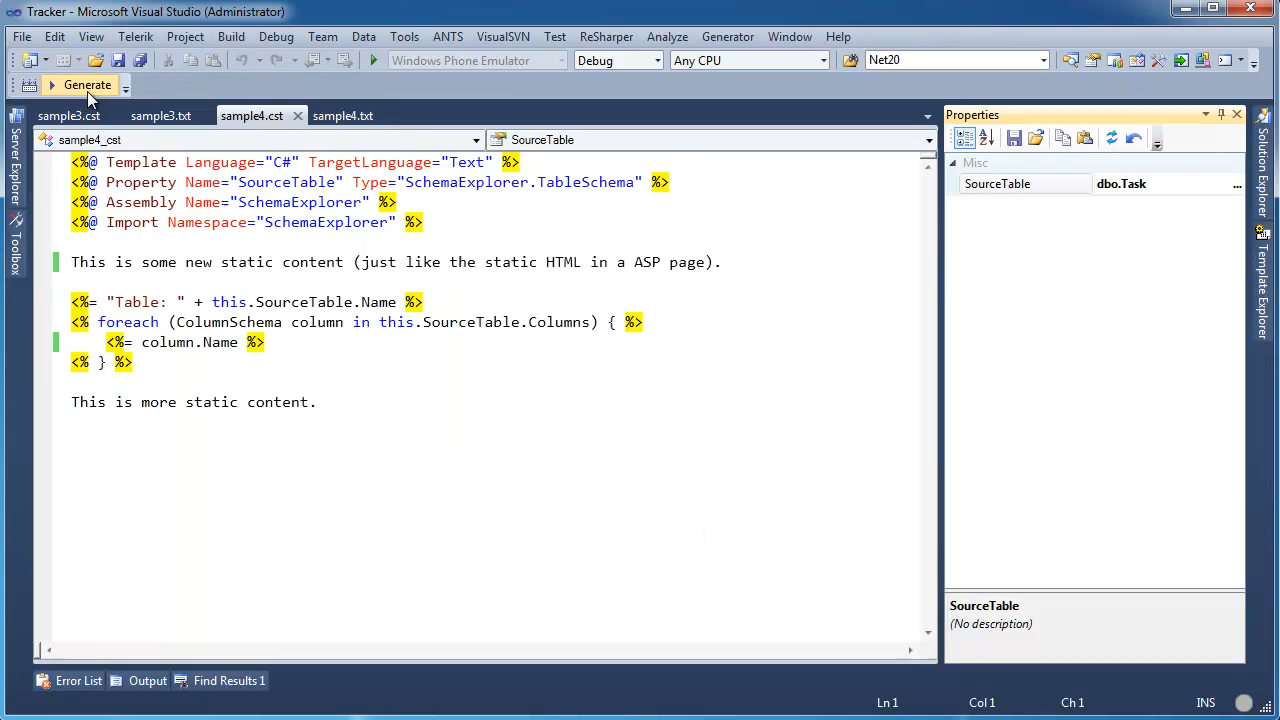 Tracker - Microsoft Visual Studio (Administrator)
File Edit View Telerik Project Build Debug Team Data Tools ANTS VisualSVN Test ReSharper Analyze Generator Window Help
Windows Phone Emulator Debug Any CPU Net20
Generate
sample3.cst sample3.txt sample4.cst sample4.txt
sample4_cst SourceTable
<%@ Template Language="C#" TargetLanguage="Text" %>
<%@ Property Name="SourceTable" Type="SchemaExplorer.TableSchema" %>
<%@ Assembly Name="SchemaExplorer" %>
<%@ Import Namespace="SchemaExplorer" %>
This is some new static content (just like the static HTML in a ASP page).
<%= "Table: " + this.SourceTable.Name %>
<% foreach (ColumnSchema column in this.SourceTable.Columns) { %>
<%= column.Name %>
<% } %>
This is more static content.
Server Explorer
Toolbox
Properties
Misc
SourceTable dbo.Task ...
SourceTable
(No description)
Solution Explorer
Template Explorer
Error List Output Find Results 1
Ln 1 Col 1 Ch 1 INS